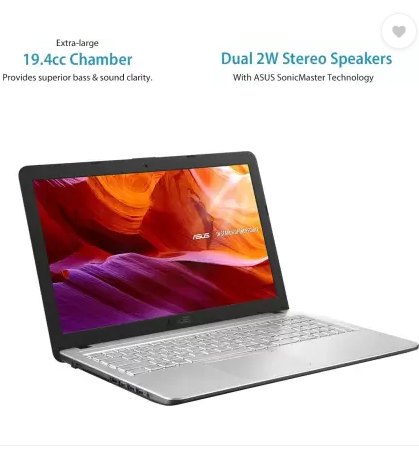 Extra-large
19.4cc Chamber
Provides superior bass & sound clarity.
Dual 2W Stereo Speakers
With ASUS SonicMaster Technology
ASUS